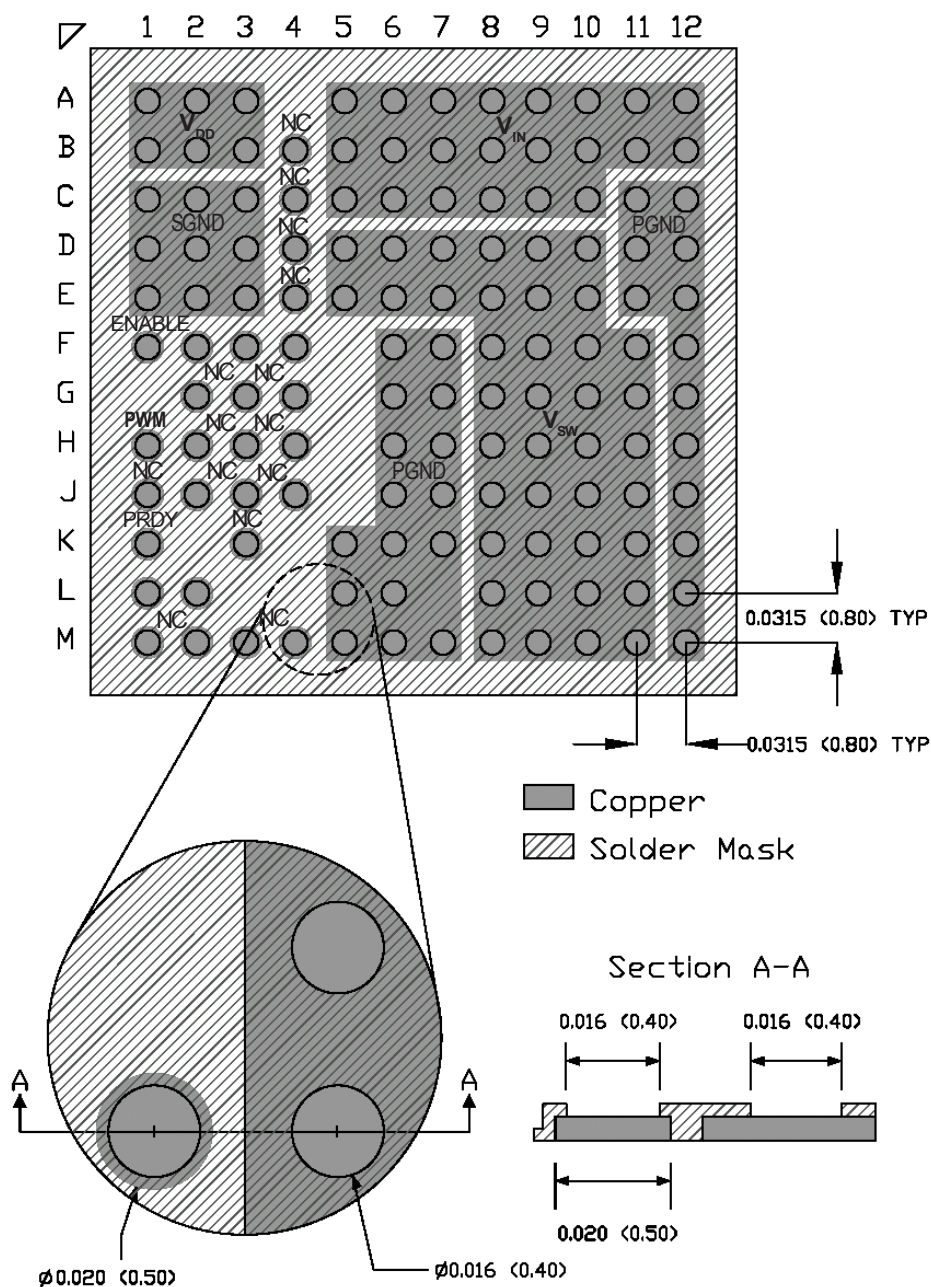 1 2 3 4 5 6 7 8 9 10 11 12
A
NC
VDD
VIN
B
NC
C
NC
SGND
PGND
D
NC
E
ENABLE
F
NC NC
G
PWM
NC
VSW
H
NC
NC NC
PGND
J
PRDY
NC
K
L
0.0315 (0.80) TYP
NC
NC
M
0.0315 (0.80) TYP
Copper
Solder Mask
Section A-A
0.016 (0.40)
0.016 (0.40)
A
A
0.020 (0.50)
Ø0.020 (0.50)
Ø0.016 (0.40)